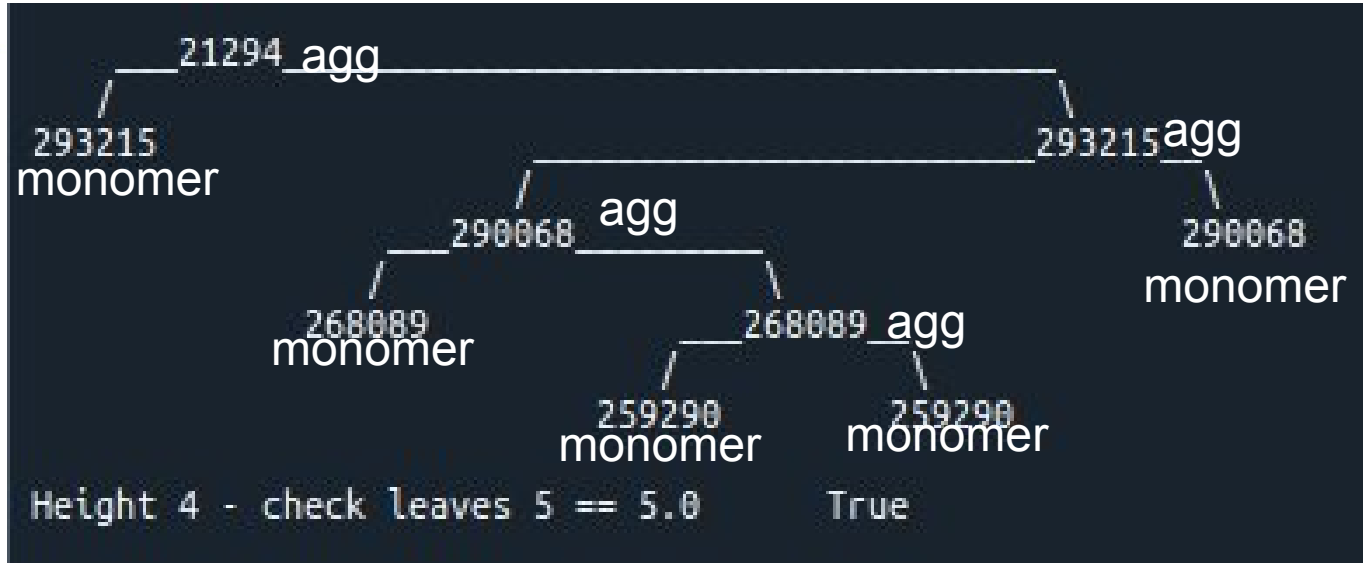 21294 agg
293215 293215 agg
monomer
290068 agg 290068
monomer
268089 268089 agg
monomer
259290 259290
monomer monomer
Height 4 - check leaves 5 == 5.0 True